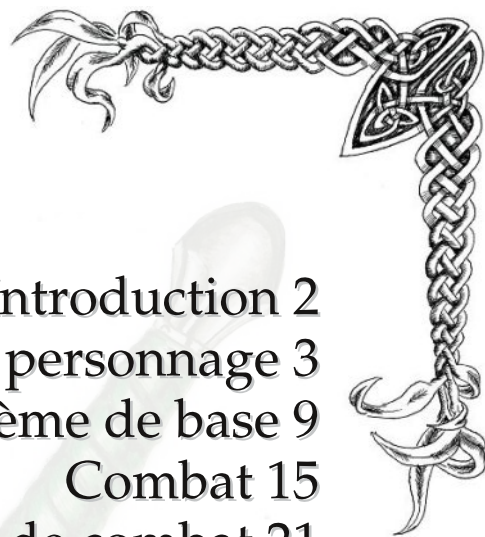 ntroduction 2
personnage 3
ème de base 9
Combat 15
de combat 21